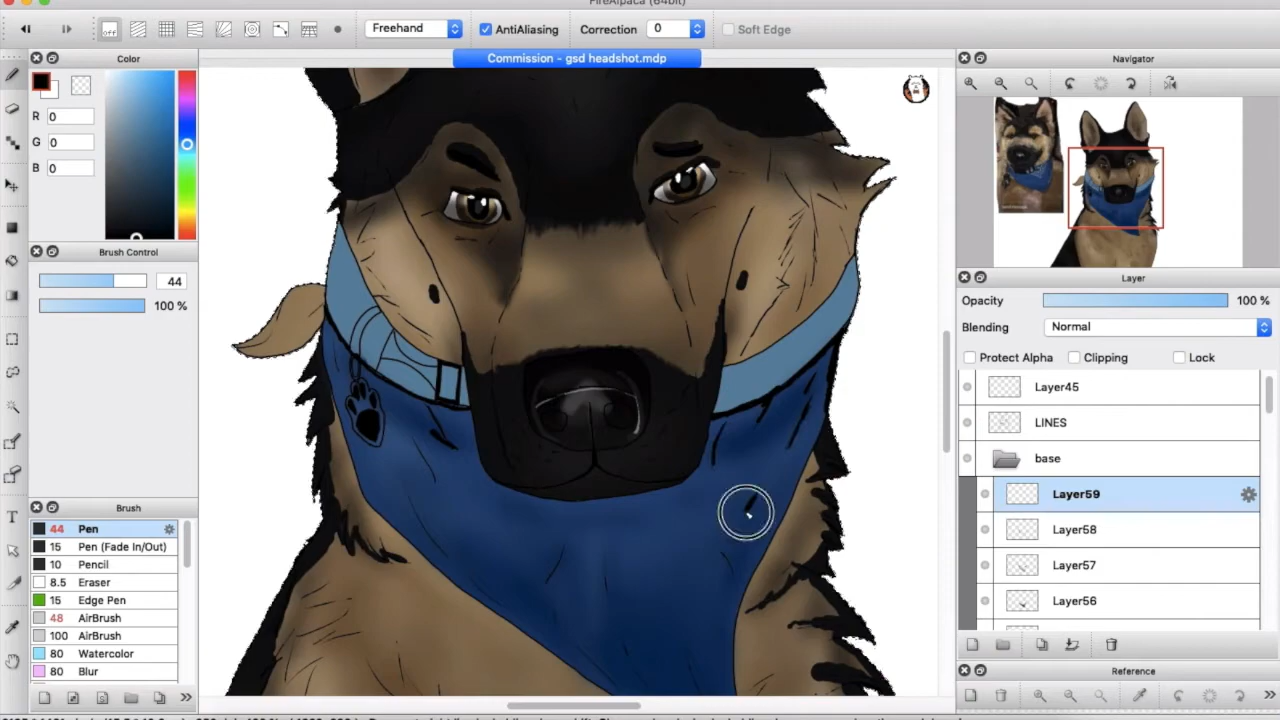 FireAlpaca (64bit)
off
Freehand
AntiAliasing
Correction
0
Soft Edge
Color
Commission - gsd headshot.mdp
Navigator
R 0
G 0
B 0
Brush Control
44
100 %
Layer
Opacity
100 %
Blending
Normal
Protect Alpha
Clipping
Lock
Layer45
LINES
base
Layer59
Layer58
Layer57
Layer56
Brush
44 Pen
15 Pen (Fade In/Out)
10 Pencil
8.5 Eraser
15 Edge Pen
48 AirBrush
100 AirBrush
80 Watercolor
80 Blur
T
Reference